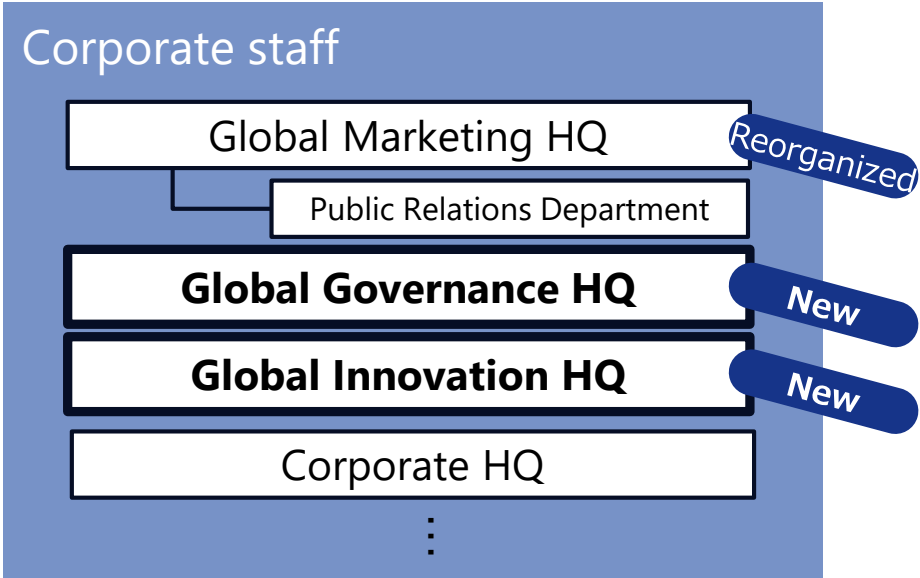 Corporate staff
Global Marketing HQ
Reorganized
Public Relations Department
Global Governance HQ
New
Global Innovation HQ
New
Corporate HQ
⋮